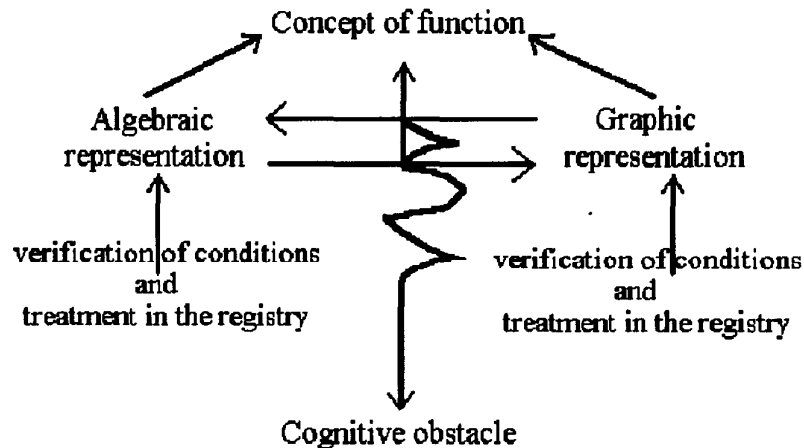 Concept of function
Algebraic
representation
Graphic
representation
verification of conditions
and
treatment in the registry
verification of conditions
and
treatment in the registry
Cognitive obstacle